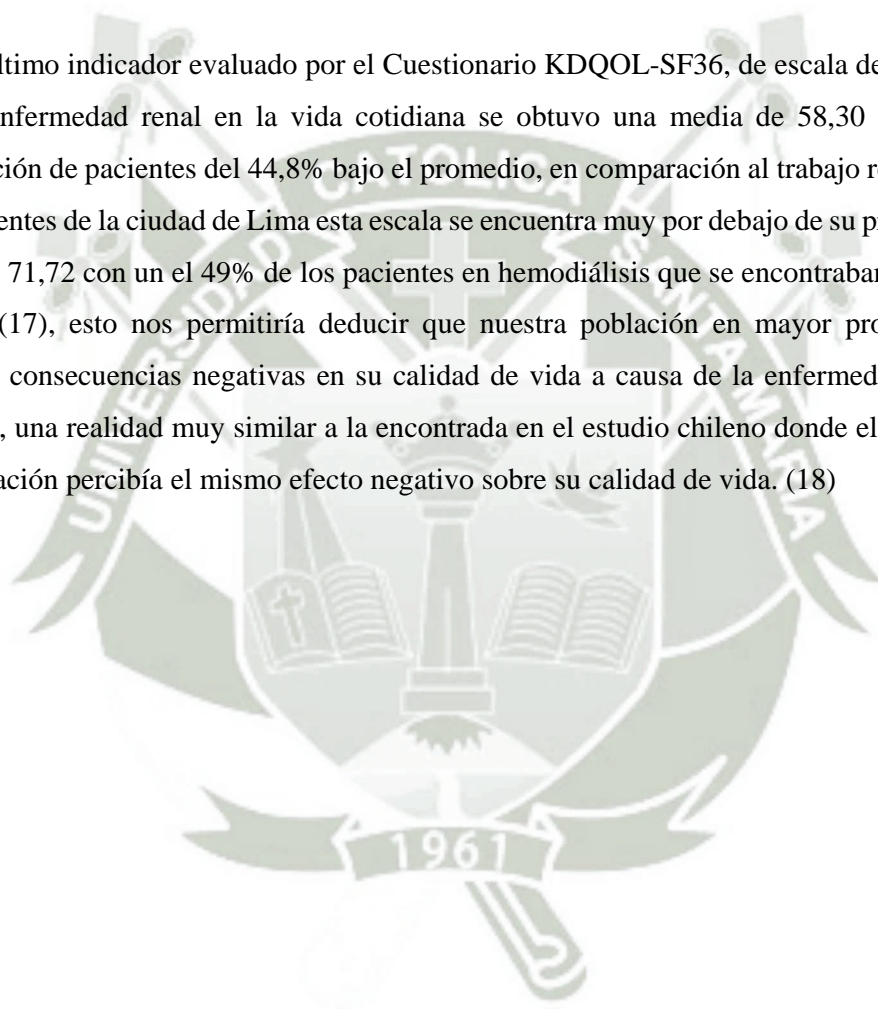 ltimo indicador evaluado por el Cuestionario KDQOL-SF36, de escala de
nfermedad renal en la vida cotidiana se obtuvo una media de 58,30
ción de pacientes del 44,8% bajo el promedio, en comparación al trabajo re
entes de la ciudad de Lima esta escala se encuentra muy por debajo de su p
71,72 con un el 49% de los pacientes en hemodiálisis que se encontraba
(17), esto nos permitiría deducir que nuestra población en mayor pro
consecuencias negativas en su calidad de vida a causa de la enfermed
, una realidad muy similar a la encontrada en el estudio chileno donde el
ación percibía el mismo efecto negativo sobre su calidad de vida. (18)
UNIVERSIDAD CATOLICA SANTA MARIA
1961